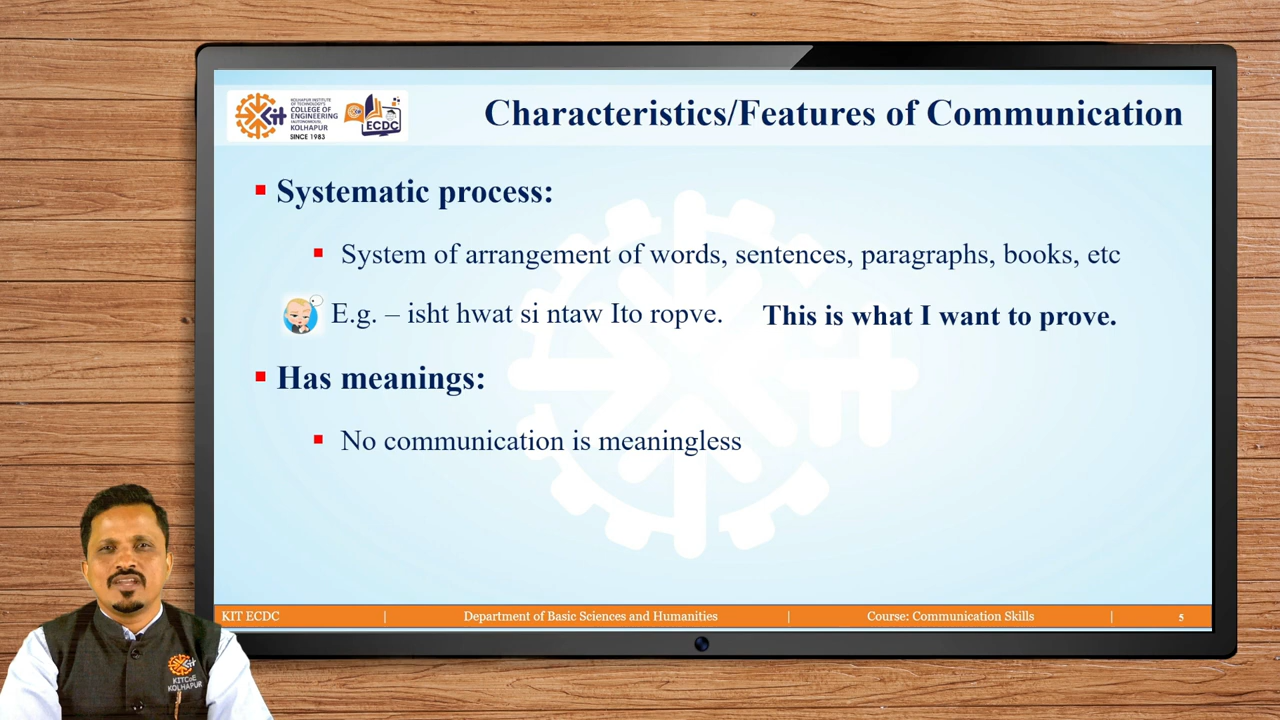 KOLHAPUR INSTITUTE
OF TECHNOLOGY'S
COLLEGE OF
ENGINEERING
(AUTONOMOUS),
KOLHAPUR
SINCE 1983
KIT
ECDC
Characteristics/Features of Communication
Systematic process:
System of arrangement of words, sentences, paragraphs, books, etc
E.g. – isht hwat si ntaw Ito ropve. This is what I want to prove.
Has meanings:
No communication is meaningless
KIT ECDC | Department of Basic Sciences and Humanities | Course: Communication Skills | 5
KIT
KITCoE
KOLHAPUR